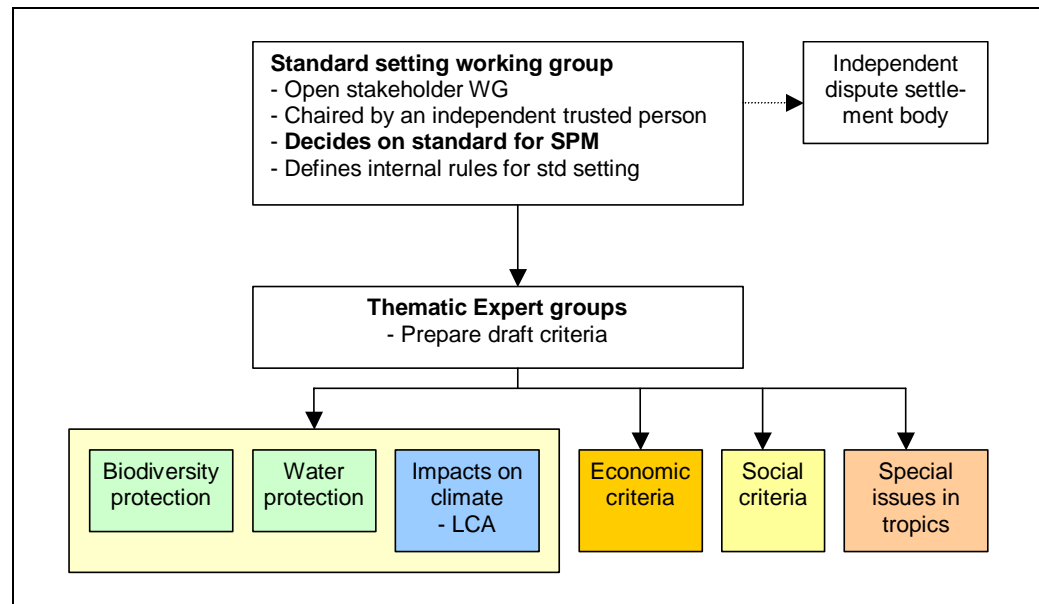 Standard setting working group
- Open stakeholder WG
- Chaired by an independent trusted person
- Decides on standard for SPM
- Defines internal rules for std setting
Independent
dispute settle-
ment body
Thematic Expert groups
- Prepare draft criteria
Biodiversity
protection
Water
protection
Impacts on
climate
- LCA
Economic
criteria
Social
criteria
Special
issues in
tropics